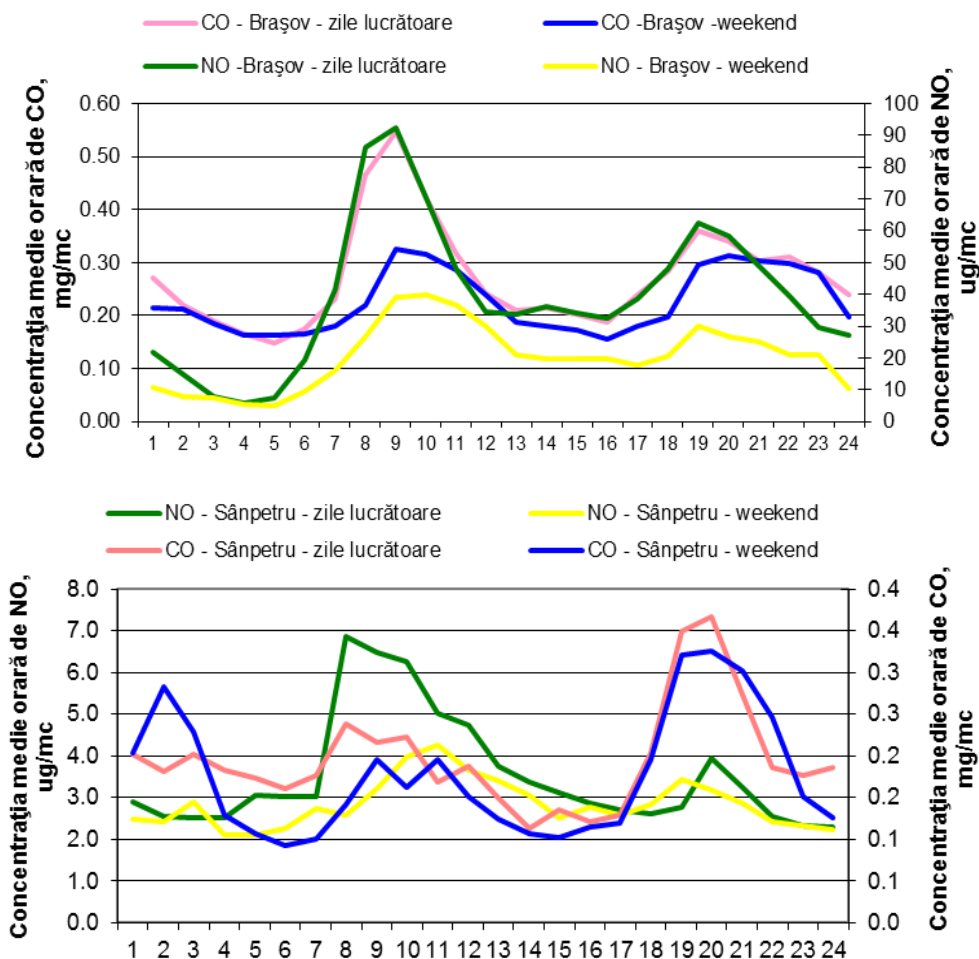 CO - Braşov - zile lucrătoare
CO -Braşov -weekend
NO -Braşov - zile lucrătoare
NO - Braşov - weekend
Concentraţia medie orară de CO,
mg/mc
0.60
0.50
0.40
0.30
0.20
0.10
0.00
100
90
80
70
60
50
40
30
20
10
0
Concentraţia medie orară de NO,
ug/mc
1 2 3 4 5 6 7 8 9 10 11 12 13 14 15 16 17 18 19 20 21 22 23 24
NO - Sânpetru - zile lucrătoare
NO - Sânpetru - weekend
CO - Sânpetru - zile lucrătoare
CO - Sânpetru - weekend
Concentraţia medie orară de NO,
ug/mc
8.0
7.0
6.0
5.0
4.0
3.0
2.0
1.0
0.0
0.4
0.4
0.3
0.3
0.2
0.2
0.1
0.1
0.0
Concentraţia medie orară de CO,
mg/mc
1 2 3 4 5 6 7 8 9 10 11 12 13 14 15 16 17 18 19 20 21 22 23 24